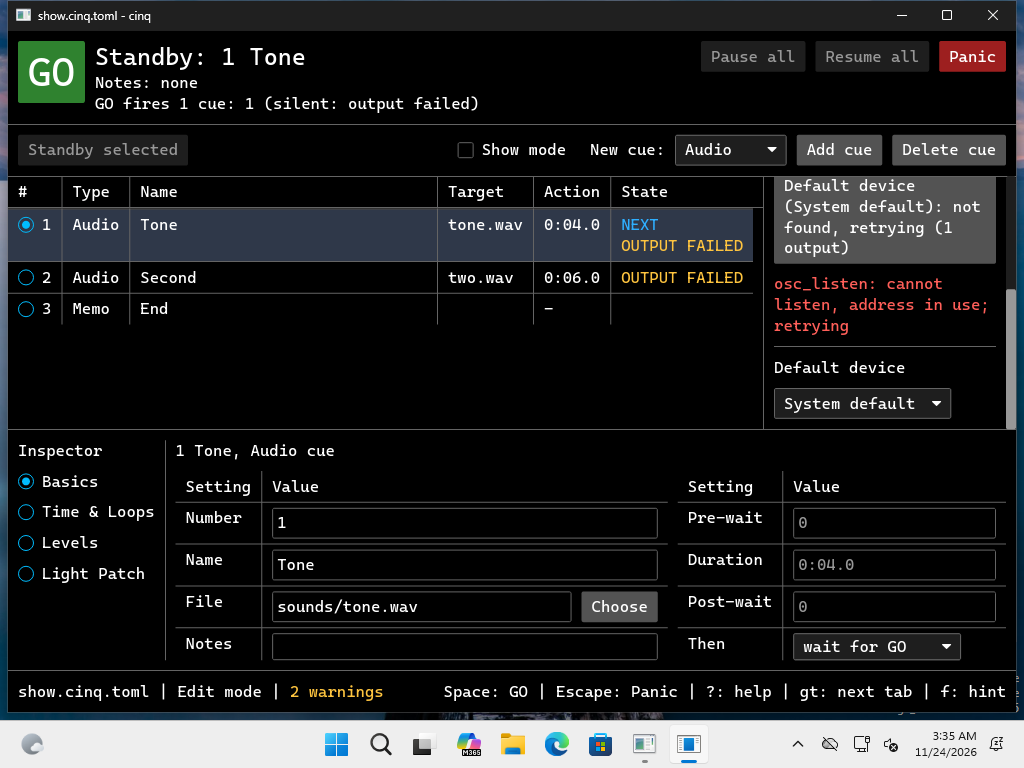 show.cinq.toml - cinq
GO
Standby: 1 Tone
Notes: none
GO fires 1 cue: 1 (silent: output failed)
Pause all
Resume all
Panic
Standby selected
Show mode
New cue:
Audio
Add cue
Delete cue
# Type Name Target Action State
1 Audio Tone tone.wav 0:04.0 NEXT
OUTPUT FAILED
2 Audio Second two.wav 0:06.0 OUTPUT FAILED
3 Memo End –
Default device
(System default): not
found, retrying (1
output)
osc_listen: cannot
listen, address in use;
retrying
Default device
System default
Inspector
Basics
Time & Loops
Levels
Light Patch
1 Tone, Audio cue
Setting Value
Number 1
Name Tone
File sounds/tone.wav Choose
Notes
Setting Value
Pre-wait 0
Duration 0:04.0
Post-wait 0
Then wait for GO
show.cinq.toml | Edit mode | 2 warnings
Space: GO | Escape: Panic | ?: help | gt: next tab | f: hint
M365
3:35 AM
11/24/2026